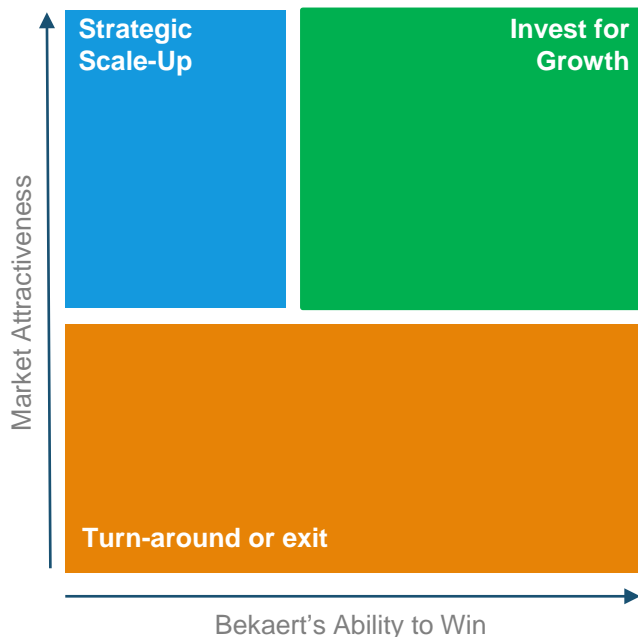 Strategic
Scale-Up
Invest for
Growth
Market Attractiveness
Turn-around or exit
Bekaert's Ability to Win